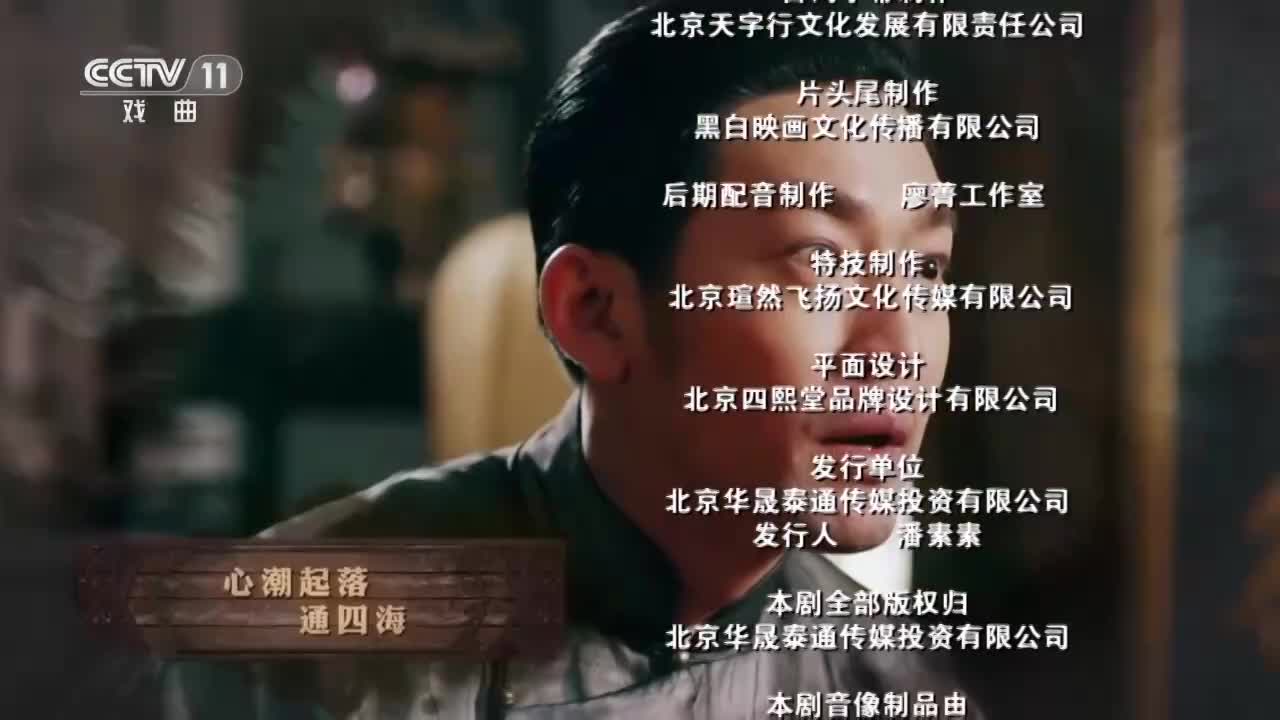 CCTV 11
戏曲
北京天字行文化发展有限责任公司
片头尾制作
黑白映画文化传播有限公司
后期配音制作 廖菁工作室
特技制作
北京瑄然飞扬文化传媒有限公司
平面设计
北京四熙堂品牌设计有限公司
发行单位
北京华晟泰通传媒投资有限公司
发行人 潘素素
本剧全部版权归
北京华晟泰通传媒投资有限公司
本剧音像制品由
心潮起落
通四海